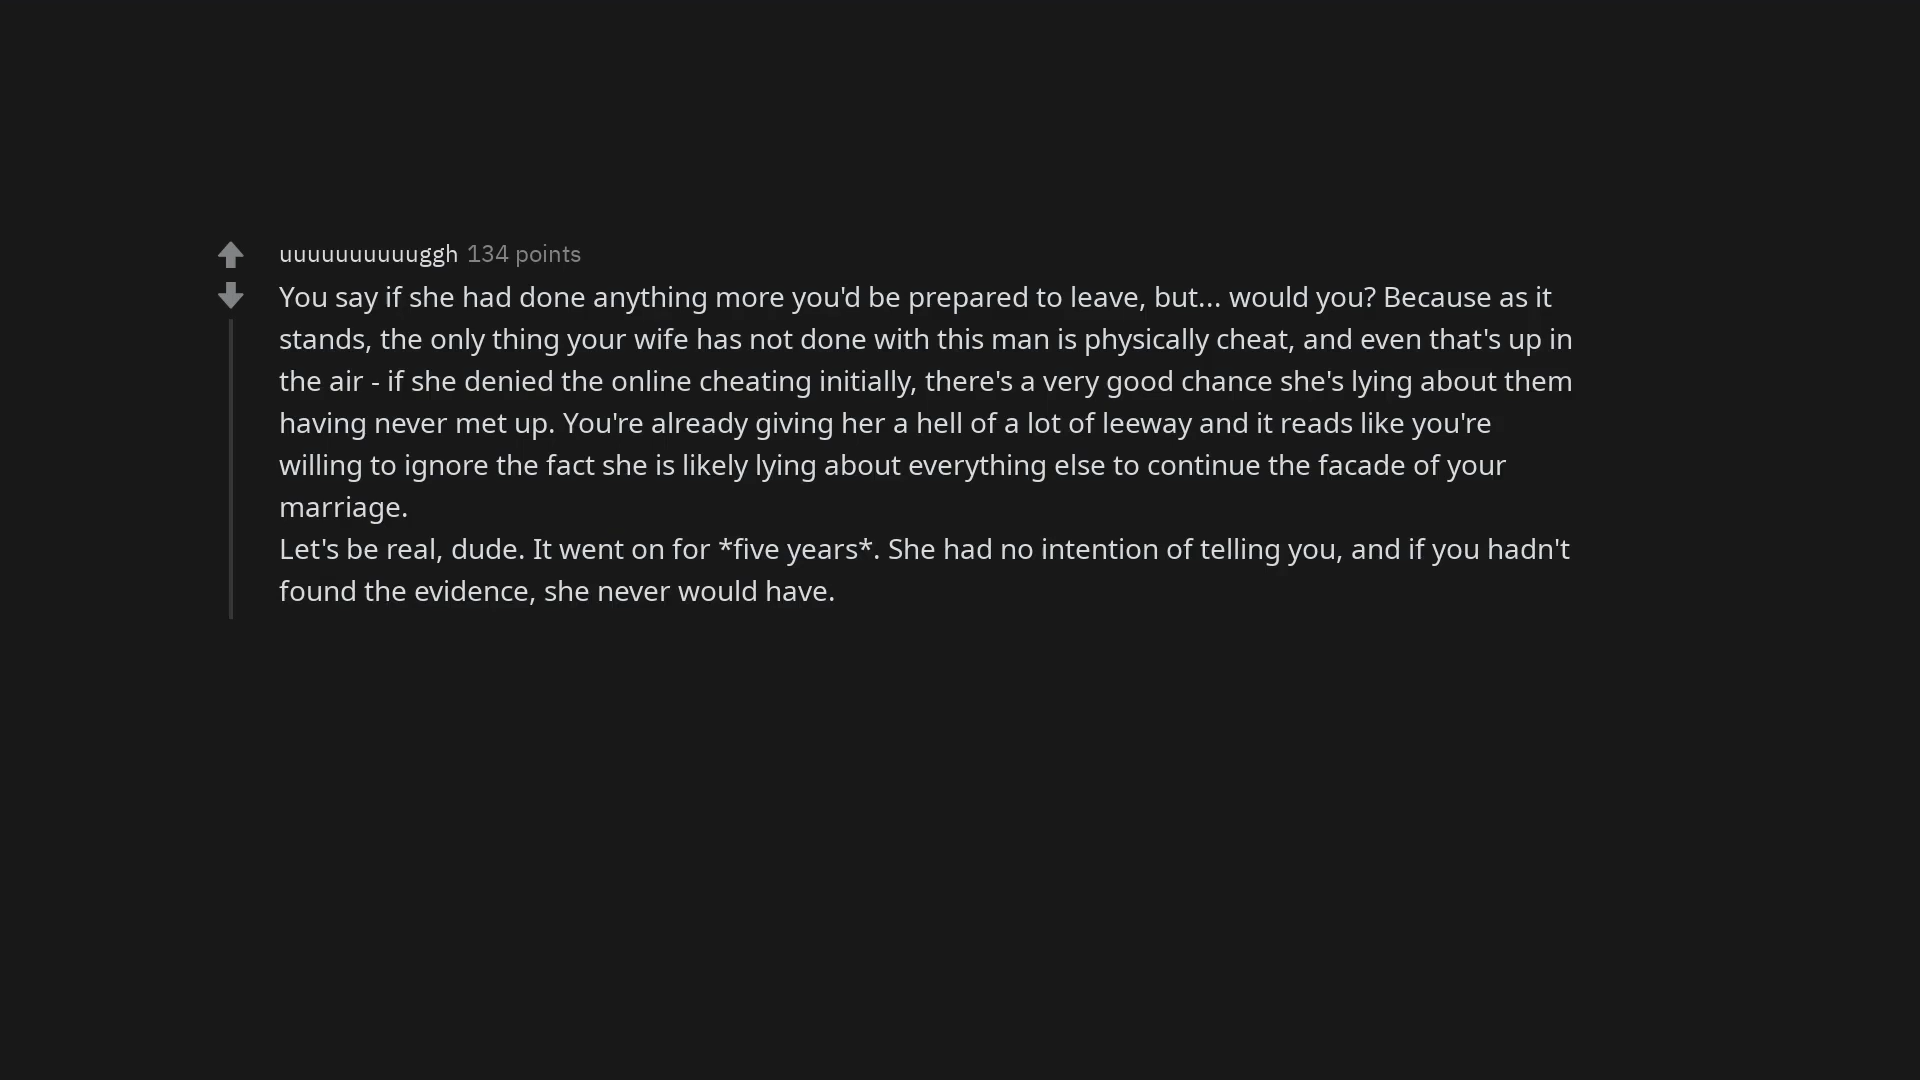 uuuuuuuuuuggh 134 points
You say if she had done anything more you'd be prepared to leave, but... would you? Because as it
stands, the only thing your wife has not done with this man is physically cheat, and even that's up in
the air - if she denied the online cheating initially, there's a very good chance she's lying about them
having never met up. You're already giving her a hell of a lot of leeway and it reads like you're
willing to ignore the fact she is likely lying about everything else to continue the facade of your
marriage.
Let's be real, dude. It went on for *five years*. She had no intention of telling you, and if you hadn't
found the evidence, she never would have.